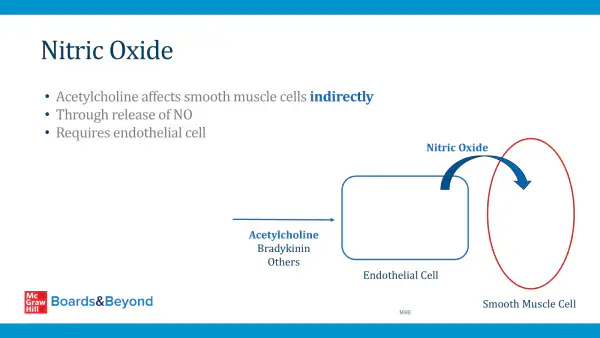 Nitric Oxide
• Acetylcholine affects smooth muscle cells indirectly
• Through release of NO
• Requires endothelial cell
Nitric Oxide
Acetylcholine
Bradykinin
Others
Endothelial Cell
Smooth Muscle Cell
Mc
Graw
Hill
Boards&Beyond